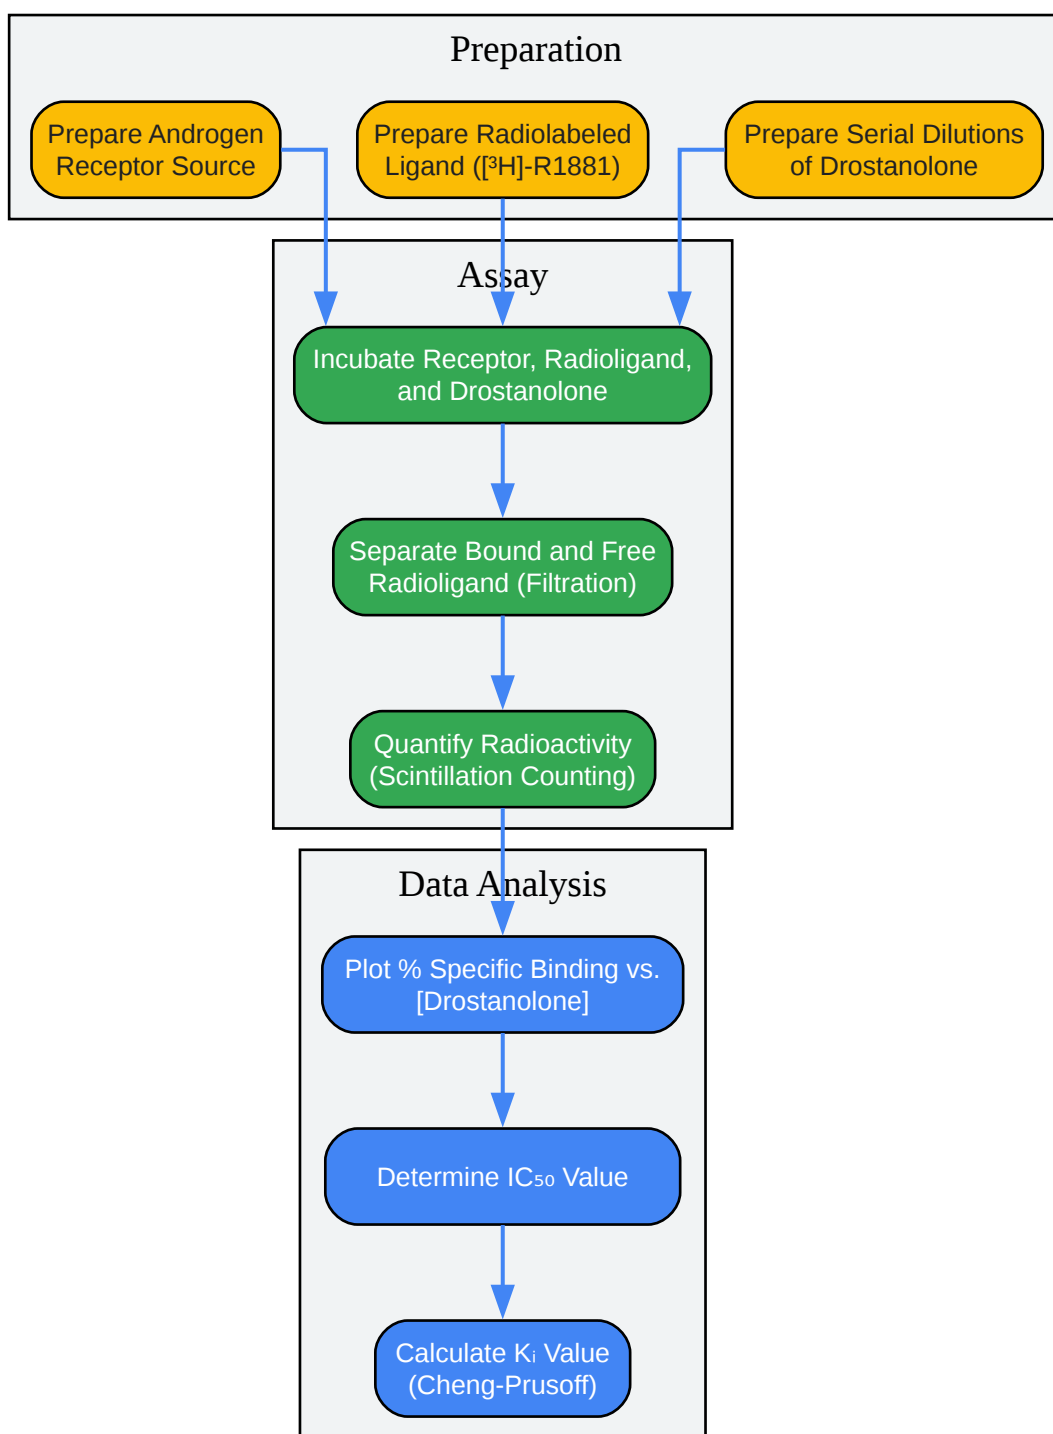 Preparation
Prepare Androgen
Receptor Source
Prepare Radiolabeled
Ligand ([³H]-R1881)
Prepare Serial Dilutions
of Drostanolone
Assay
Incubate Receptor, Radioligand,
and Drostanolone
Separate Bound and Free
Radioligand (Filtration)
Quantify Radioactivity
(Scintillation Counting)
Data Analysis
Plot % Specific Binding vs.
[Drostanolone]
Determine IC₅₀ Value
Calculate Kᵢ Value
(Cheng-Prusoff)